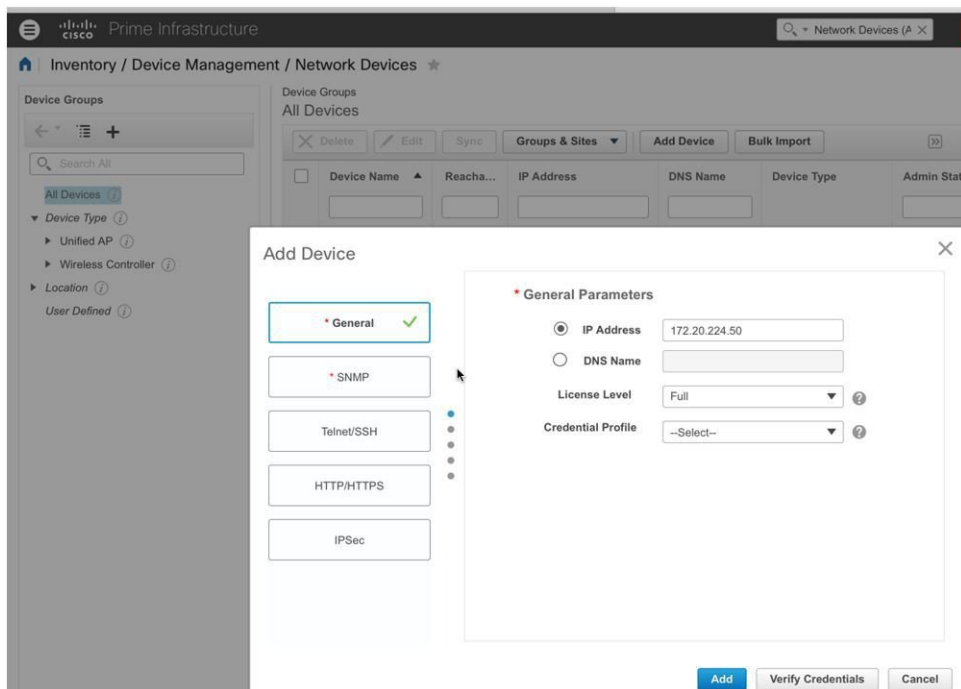 cisco Prime Infrastructure
Network Devices (A
Inventory / Device Management / Network Devices
Device Groups
Search All
All Devices
Device Type
Unified AP
Wireless Controller
Location
User Defined
Device Groups
All Devices
Delete Edit Sync Groups & Sites Add Device Bulk Import
Device Name Reacha... IP Address DNS Name Device Type Admin Stat
Add Device
* General
* SNMP
Telnet/SSH
HTTP/HTTPS
IPSec
* General Parameters
IP Address 172.20.224.50
DNS Name
License Level Full
Credential Profile --Select--
Add Verify Credentials Cancel